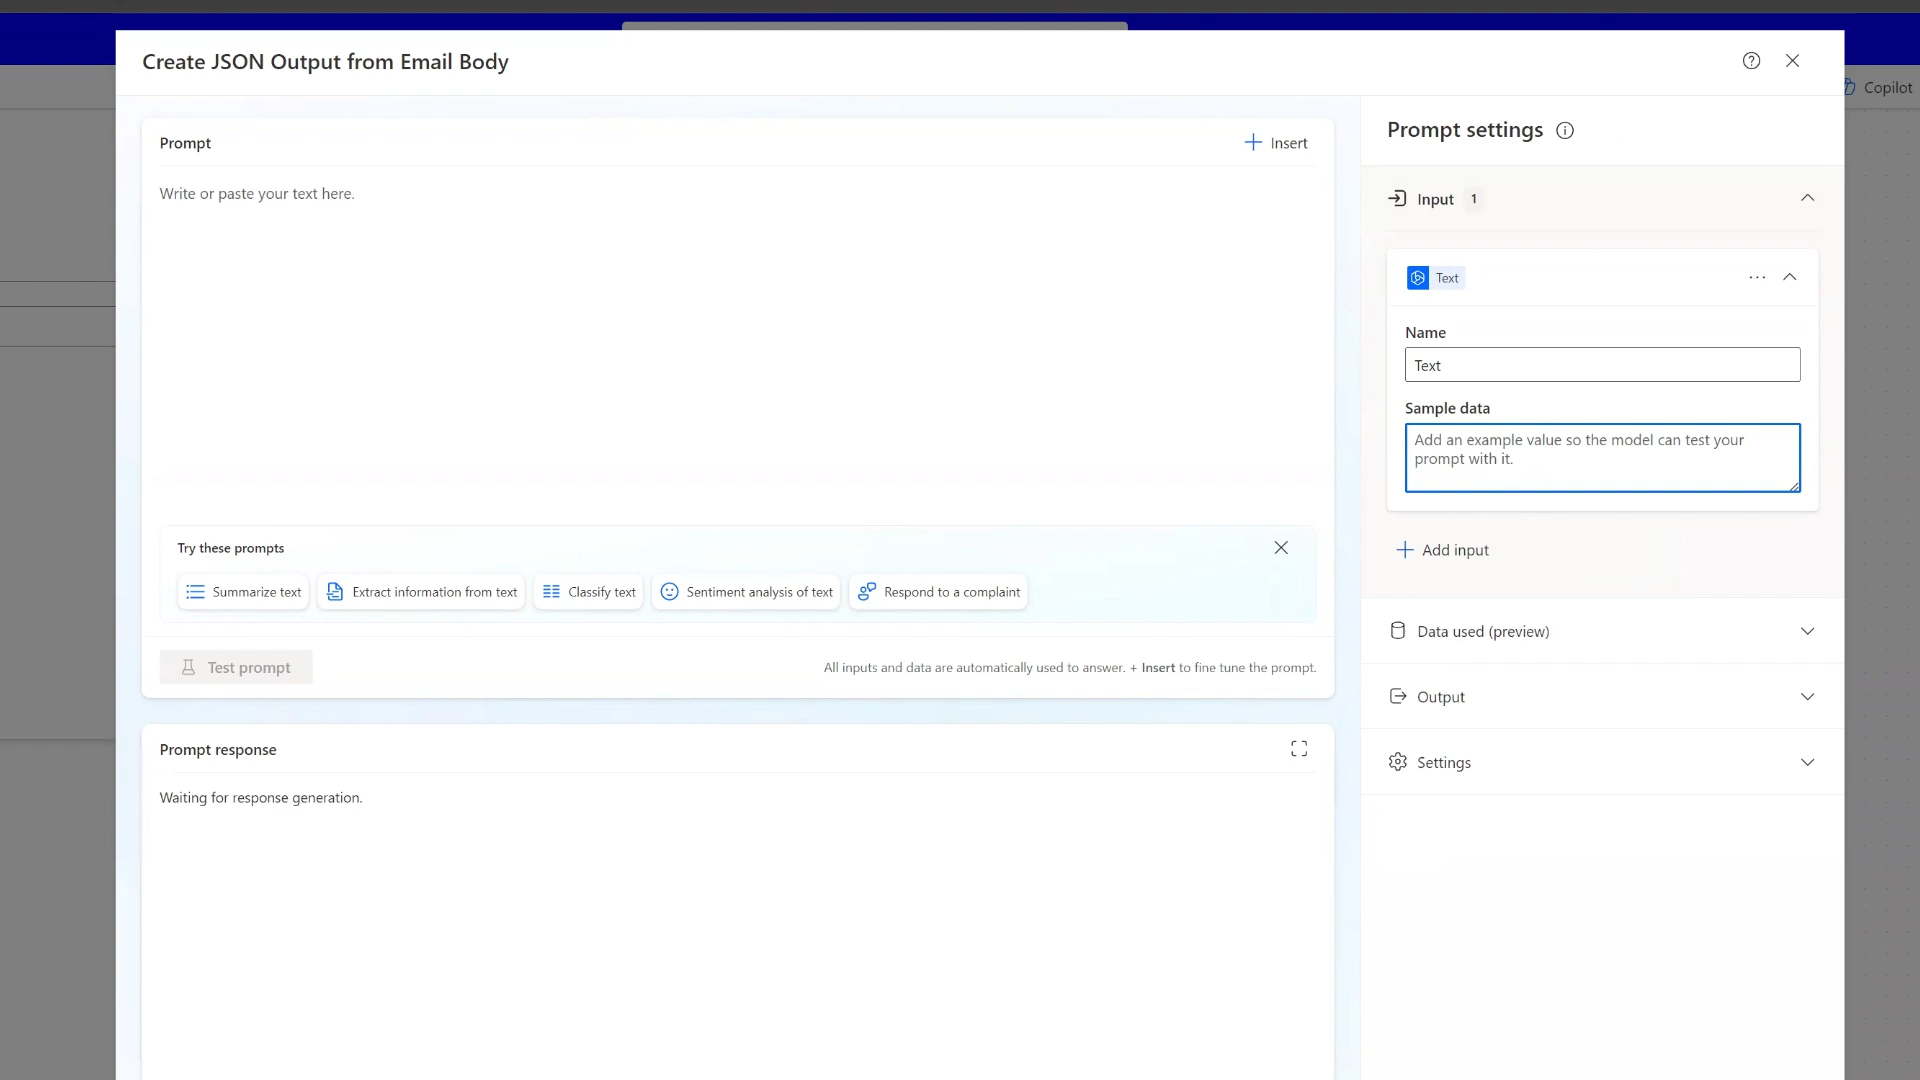 Create JSON Output from Email Body
Copilot
Prompt
Insert
Write or paste your text here.
Try these prompts
Summarize text
Extract information from text
Classify text
Sentiment analysis of text
Respond to a complaint
Test prompt
All inputs and data are automatically used to answer. + Insert to fine tune the prompt.
Prompt response
Waiting for response generation.
Prompt settings
Input 1
Text
Name
Text
Sample data
Add an example value so the model can test your
prompt with it.
Add input
Data used (preview)
Output
Settings